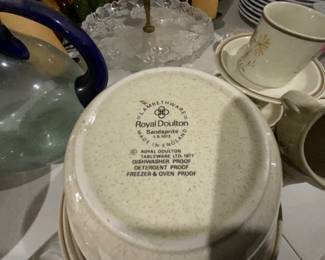 LAMBETHWARE
Royal Doulton
Sandsprite
L.S. 1013
MADE IN ENGLAND
© ROYAL DOULTON
TABLEWARE LTD. 1977
DISHWASHER PROOF
DETERGENT PROOF
FREEZER & OVEN PROOF